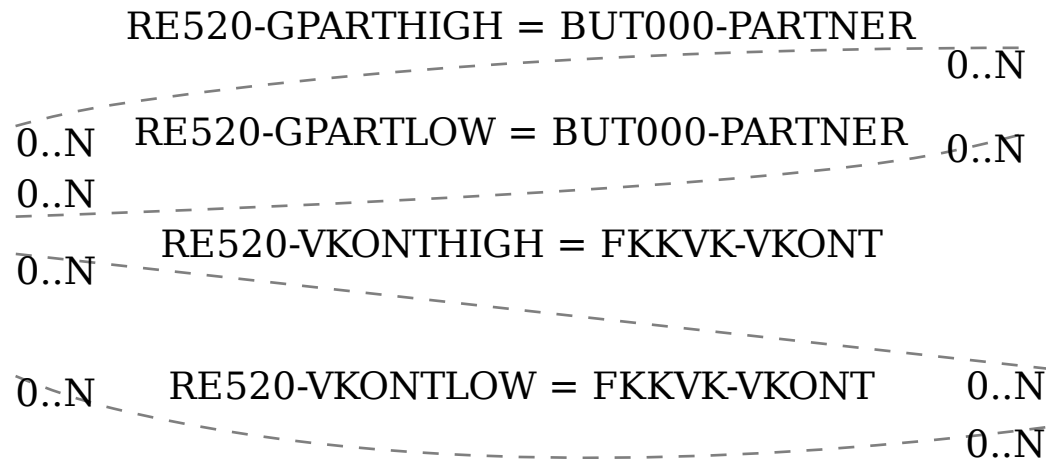 RE520-GPARTHIGH = BUT000-PARTNER
0..N
0..N
RE520-GPARTLOW = BUT000-PARTNER
0..N
0..N
RE520-VKONTHIGH = FKKVK-VKONT
0..N
0..N
RE520-VKONTLOW = FKKVK-VKONT
0..N
0..N